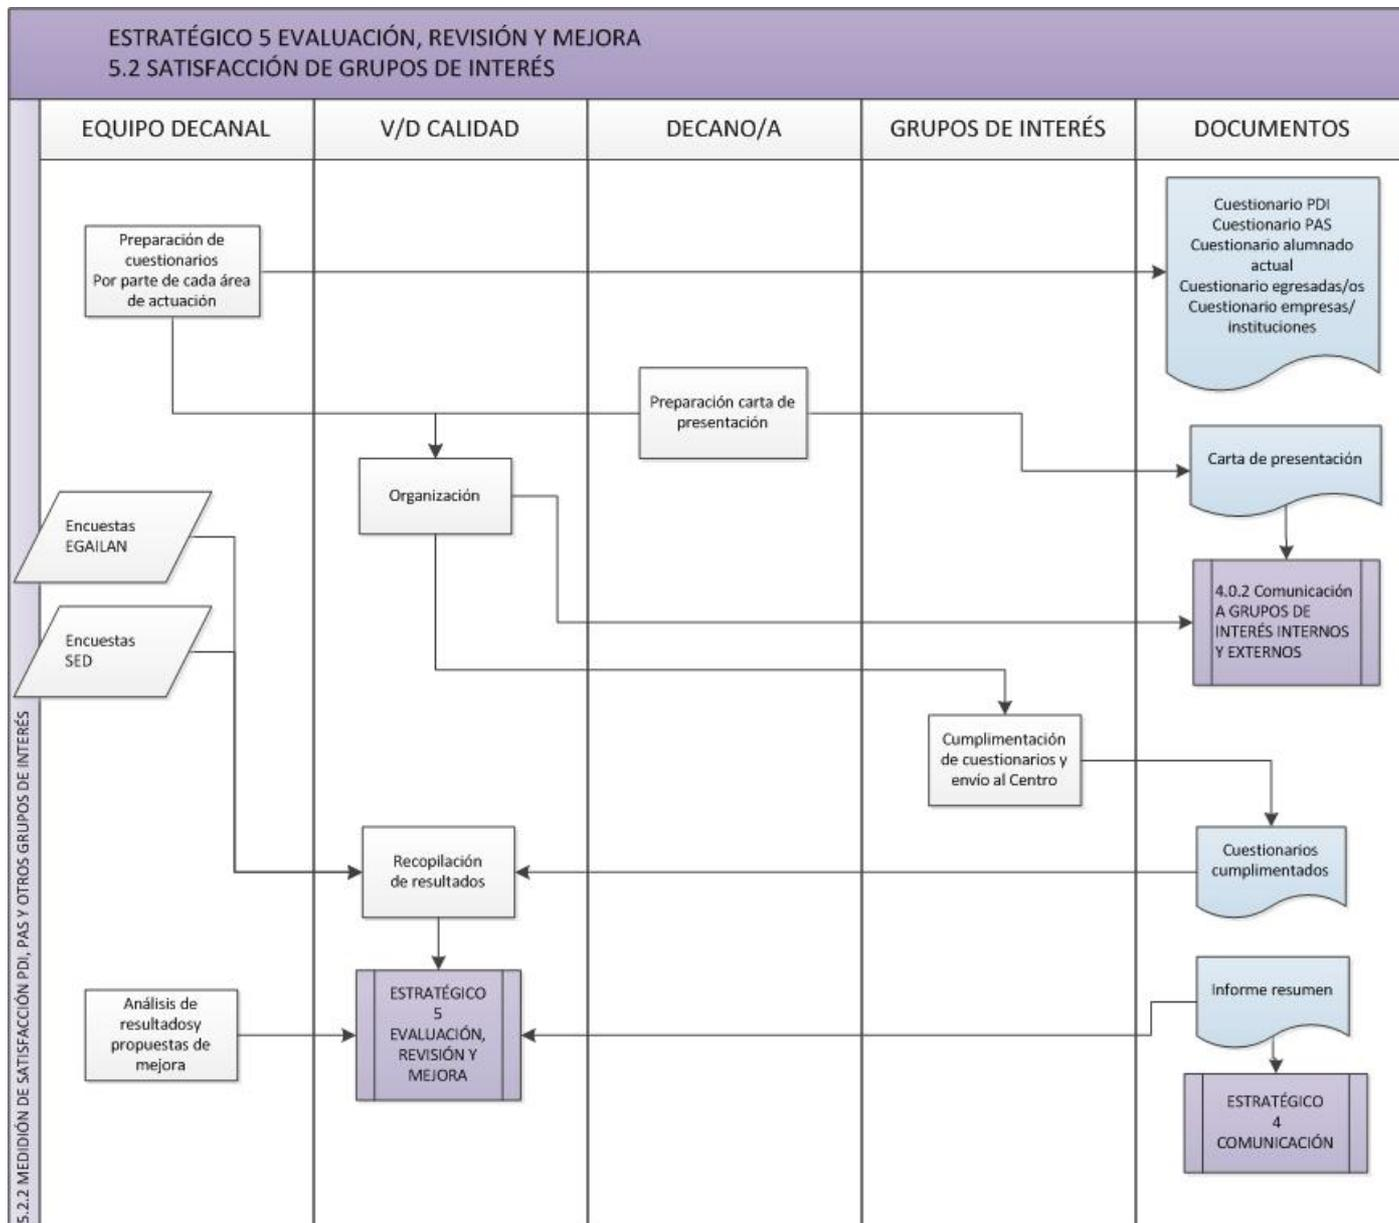 ESTRATÉGICO 5 EVALUACIÓN, REVISIÓN Y MEJORA
5.2 SATISFACCIÓN DE GRUPOS DE INTERÉS
EQUIPO DECANAL
V/D CALIDAD
DECANO/A
GRUPOS DE INTERÉS
DOCUMENTOS
Preparación de
cuestionarios
Por parte de cada área
de actuación
Cuestionario PDI
Cuestionario PAS
Cuestionario alumnado
actual
Cuestionario egresadas/os
Cuestionario empresas/
instituciones
Preparación carta de
presentación
Carta de presentación
Organización
Encuestas
EGAILAN
4.0.2 Comunicación
A GRUPOS DE
INTERÉS INTERNOS
Y EXTERNOS
Encuestas
SED
Cumplimentación
de cuestionarios y
envío al Centro
Recopilación
de resultados
Cuestionarios
cumplimentados
Análisis de
resultadosy
propuestas de
mejora
ESTRATÉGICO
5
EVALUACIÓN,
REVISIÓN Y
MEJORA
Informe resumen
ESTRATÉGICO
4
COMUNICACIÓN
5.2.2 MEDIDIÓN DE SATISFACCIÓN PDI, PAS Y OTROS GRUPOS DE INTERÉS